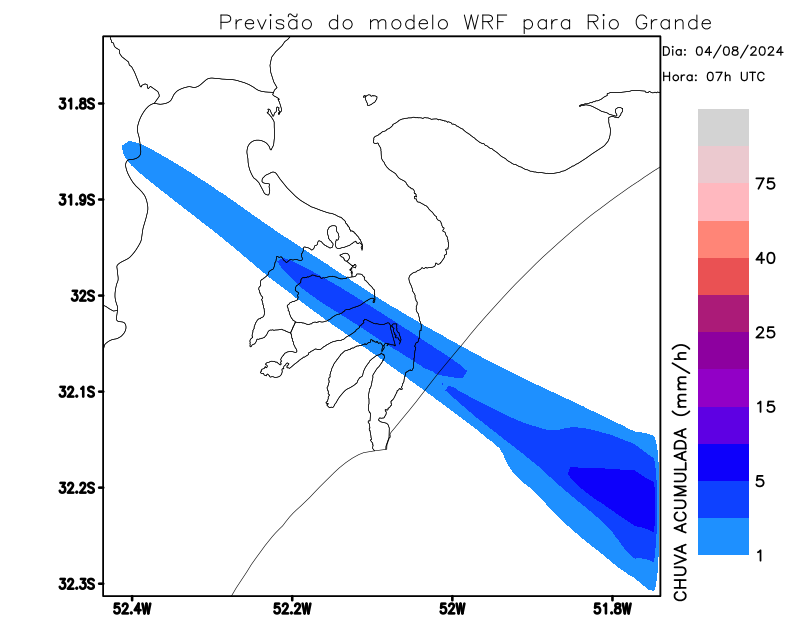 Previsão do modelo WRF para Rio Grande
Dia: 04/08/2024
Hora: 07h UTC
31.8S
31.9S
32S
32.1S
32.2S
32.3S
52.4W
52.2W
52W
51.8W
75
40
25
15
5
1
CHUVA ACUMULADA (mm/h)